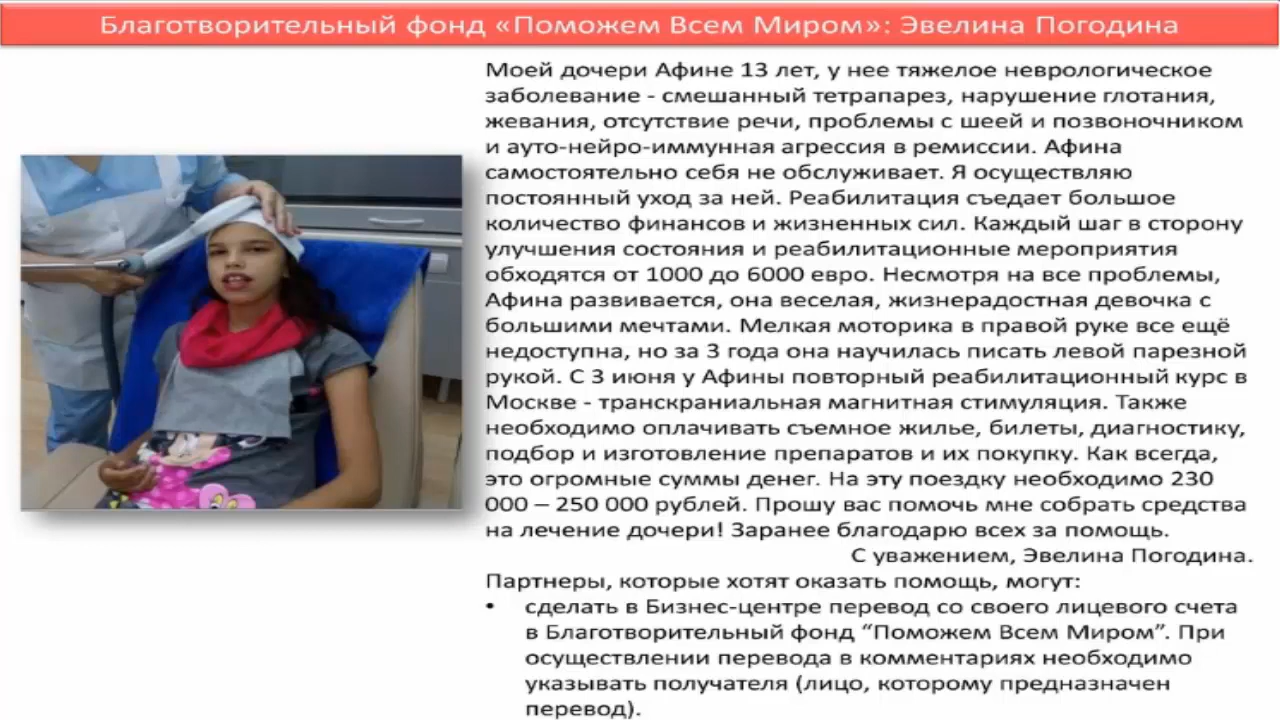 Благотворительный фонд «Поможем Всем Миром»: Эвелина Погодина
Моей дочери Афине 13 лет, у нее тяжелое неврологическое
заболевание - смешанный тетрапарез, нарушение глотания,
жевания, отсутствие речи, проблемы с шеей и позвоночником
и ауто-нейро-иммунная агрессия в ремиссии. Афина
самостоятельно себя не обслуживает. Я осуществляю
постоянный уход за ней. Реабилитация съедает большое
количество финансов и жизненных сил. Каждый шаг в сторону
улучшения состояния и реабилитационные мероприятия
обходятся от 1000 до 6000 евро. Несмотря на все проблемы,
Афина развивается, она веселая, жизнерадостная девочка с
большими мечтами. Мелкая моторика в правой руке все ещё
недоступна, но за 3 года она научилась писать левой парезной
рукой. С 3 июня у Афины повторный реабилитационный курс в
Москве - транскраниальная магнитная стимуляция. Также
необходимо оплачивать съемное жилье, билеты, диагностику,
подбор и изготовление препаратов и их покупку. Как всегда,
это огромные суммы денег. На эту поездку необходимо 230
000 – 250 000 рублей. Прошу вас помочь мне собрать средства
на лечение дочери! Заранее благодарю всех за помощь.
С уважением, Эвелина Погодина.
Партнеры, которые хотят оказать помощь, могут:
• сделать в Бизнес-центре перевод со своего лицевого счета
в Благотворительный фонд “Поможем Всем Миром”. При
осуществлении перевода в комментариях необходимо
указывать получателя (лицо, которому предназначен
перевод).